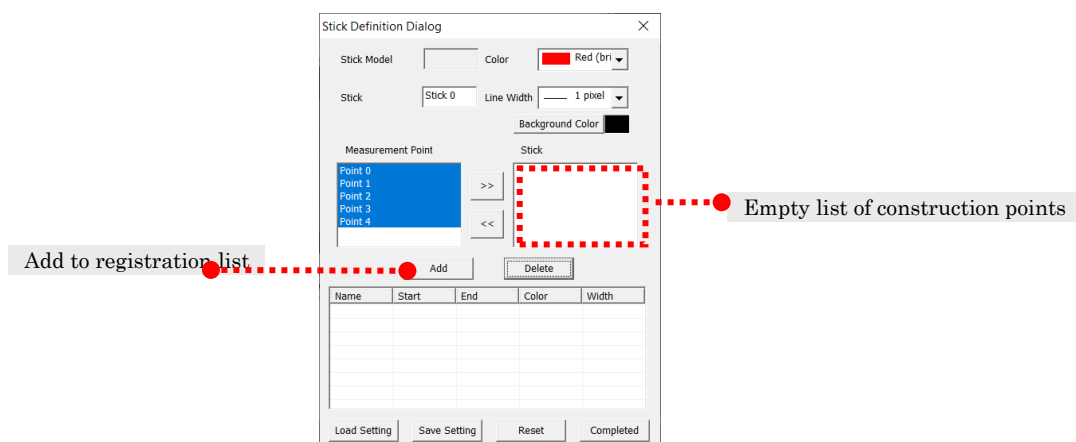 Stick Definition Dialog
Stick Model Color Red (bri
Stick Stick 0 Line Width 1 pixel
Background Color
Measurement Point Stick
Point 0
Point 1
Point 2
Point 3
Point 4
>>
<<
Empty list of construction points
Add to registration list
Add Delete
Name Start End Color Width
Load Setting Save Setting Reset Completed